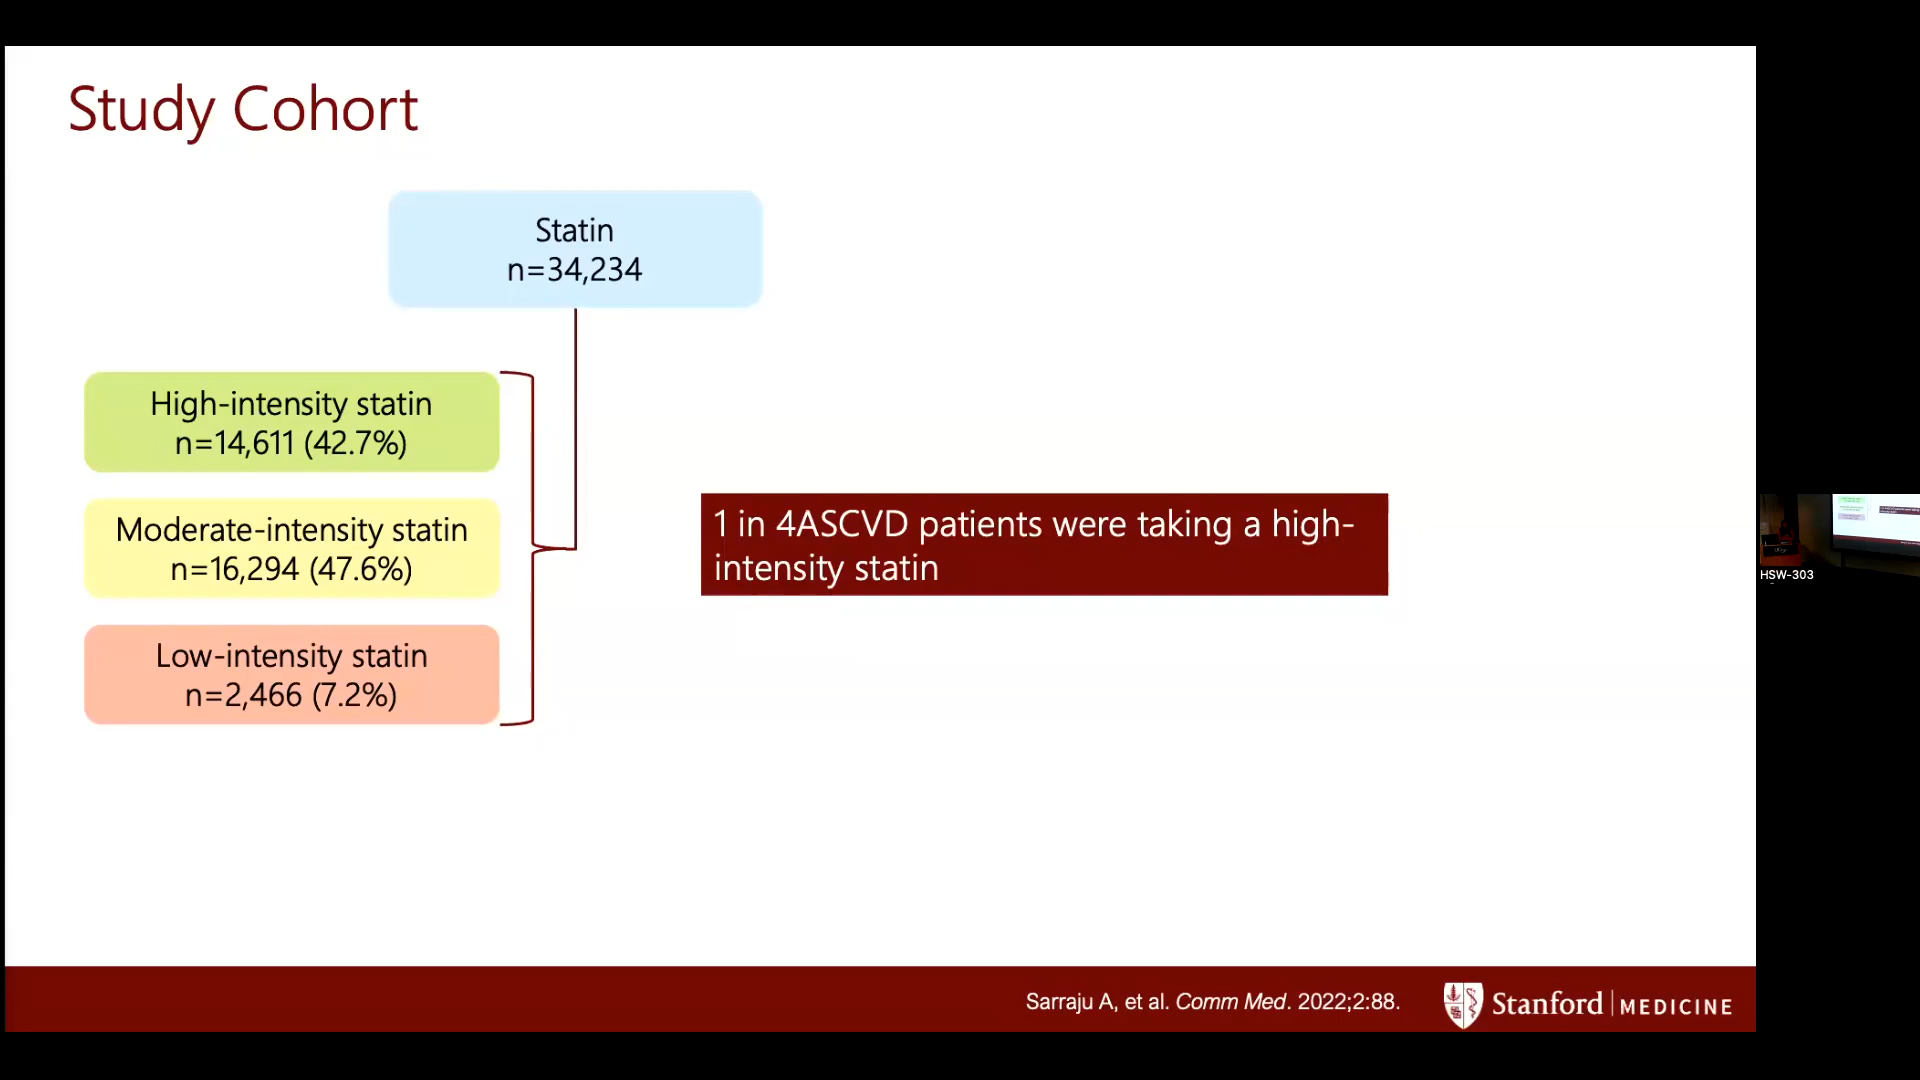 Study Cohort
Statin
n=34,234
High-intensity statin
n=14,611 (42.7%)
Moderate-intensity statin
n=16,294 (47.6%)
Low-intensity statin
n=2,466 (7.2%)
1 in 4ASCVD patients were taking a high-
intensity statin
HSW-303
Sarraju A, et al. Comm Med. 2022;2:88.
Stanford MEDICINE